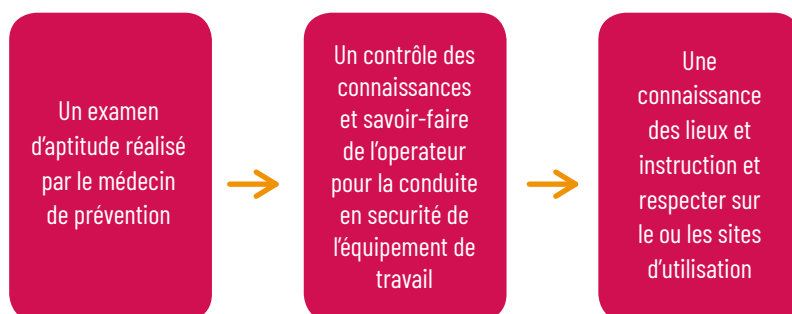 Un examen
d'aptitude réalisé
par le médecin
de prévention
Un contrôle des
connaissances
et savoir-faire
de l'operateur
pour la conduite
en securité de
l'équipement de
travail
Une
connaissance
des lieux et
instruction et
respecter sur
le ou les sites
d'utilisation